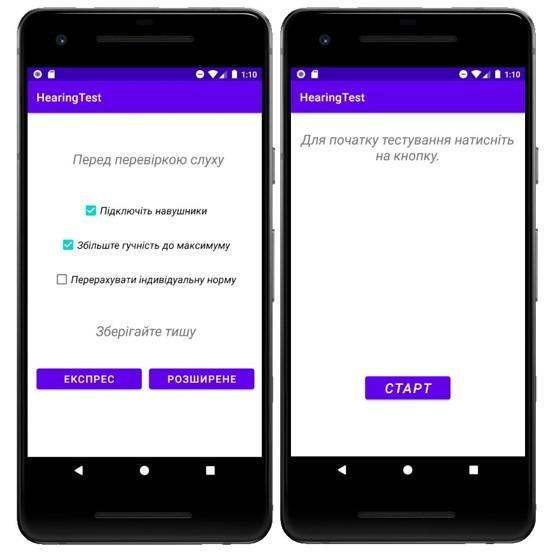 1:10
HearingTest
Перед перевіркою слуху
Підключіть навушники
Збільште гучність до максимуму
Перерахувати індивідуальну норму
Зберігайте тишу
ЕКСПРЕС
РОЗШИРЕНЕ
1:10
HearingTest
Для початку тестування натисніть
на кнопку.
СТАРТ